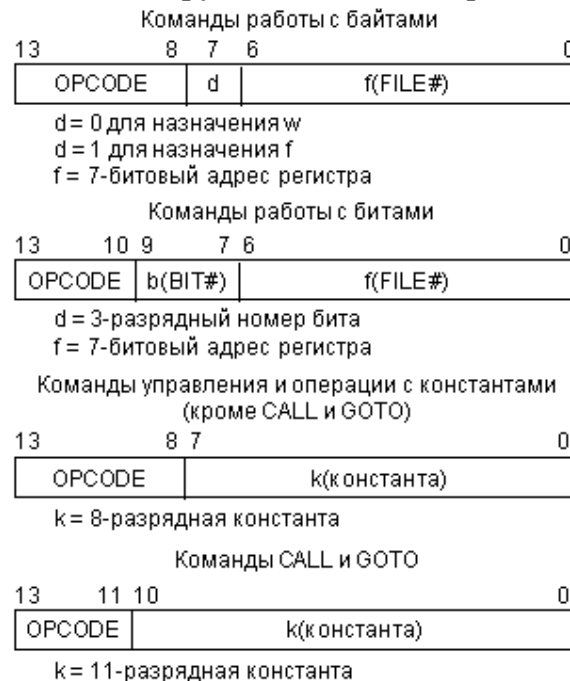 Команды работы с байтами
13 8 7 6 0
OPCODE d f(FILE#)
d = 0 для назначения w
d = 1 для назначения f
f = 7-битовый адрес регистра
Команды работы с битами
13 10 9 7 6 0
OPCODE b(BIT#) f(FILE#)
d = 3-разрядный номер бита
f = 7-битовый адрес регистра
Команды управления и операции с константами
(кроме CALL и GOTO)
13 8 7 0
OPCODE k(константа)
k = 8-разрядная константа
Команды CALL и GOTO
13 11 10 0
OPCODE k(константа)
k = 11-разрядная константа